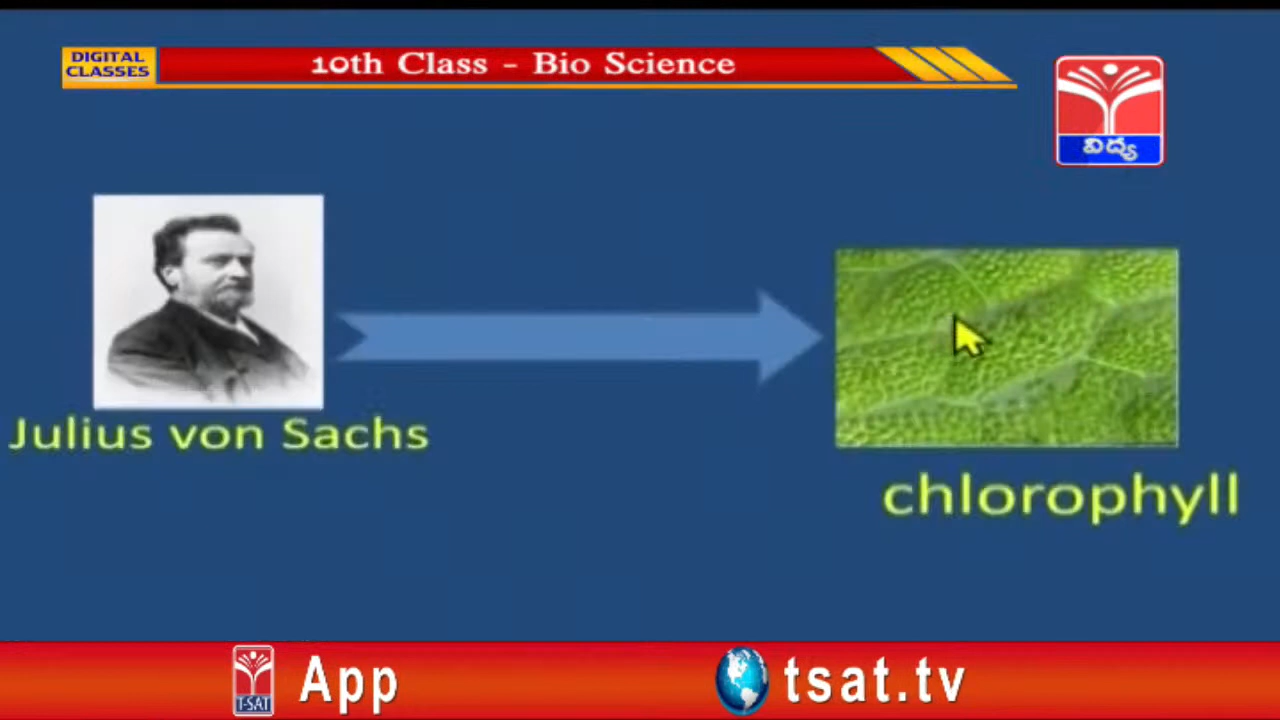 DIGITAL
CLASSES
10th Class - Bio Science
విద్య
Julius von Sachs
chlorophyll
T-SAT
App
tsat.tv